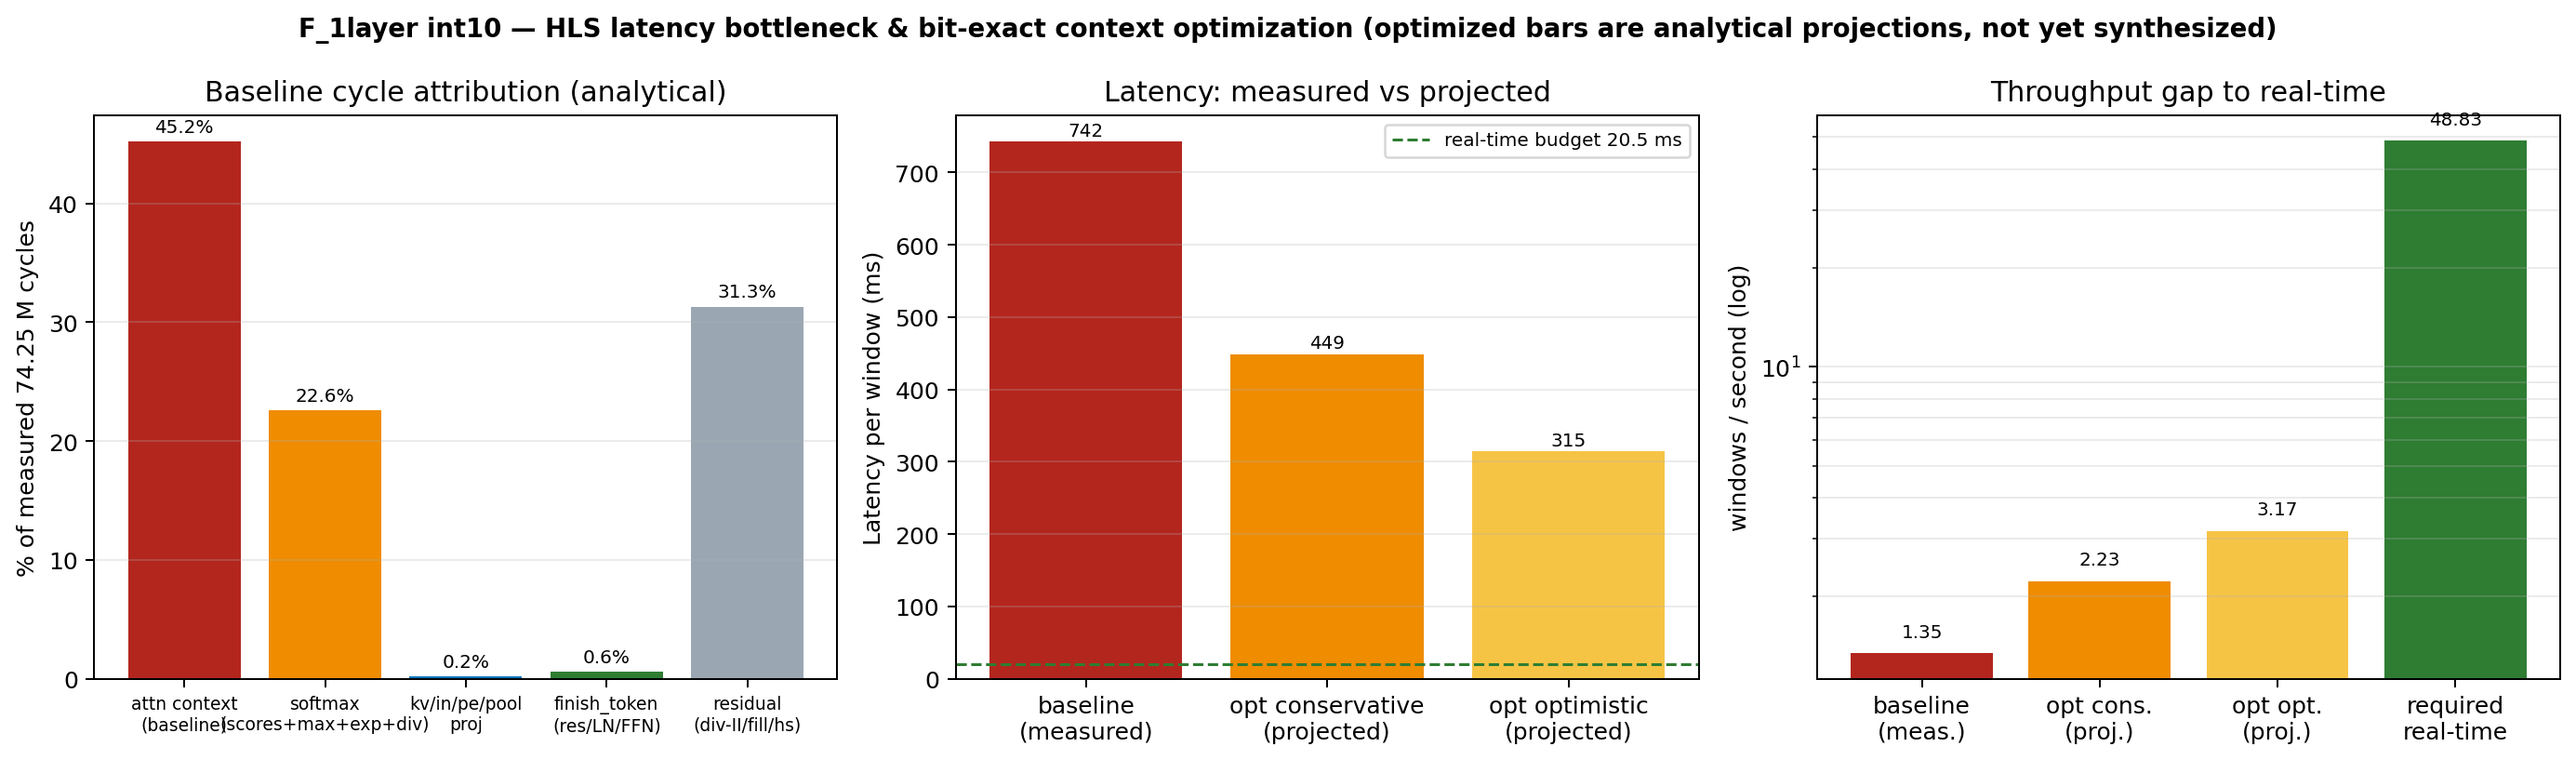 F_1layer int10 — HLS latency bottleneck & bit-exact context optimization (optimized bars are analytical projections, not yet synthesized)
Baseline cycle attribution (analytical)
% of measured 74.25 M cycles
40
30
20
10
0
45.2%
22.6%
0.2%
0.6%
31.3%
attn context
(baseline)
softmax
(scores+max+exp+div)
kv/in/pe/pool
proj
finish_token
(res/LN/FFN)
residual
(div-II/fill/hs)
Latency: measured vs projected
Latency per window (ms)
700
600
500
400
300
200
100
0
real-time budget 20.5 ms
742
449
315
baseline
(measured)
opt conservative
(projected)
opt optimistic
(projected)
Throughput gap to real-time
windows / second (log)
10¹
1.35
2.23
3.17
48.83
baseline
(meas.)
opt cons.
(proj.)
opt opt.
(proj.)
required
real-time